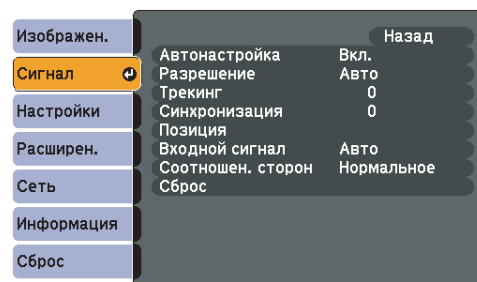 Изображен.
Сигнал
Настройки
Расширен.
Сеть
Информация
Сброс
Назад
Автонастройка Вкл.
Разрешение Авто
Трекинг 0
Синхронизация 0
Позиция
Входной сигнал Авто
Соотношен. сторон Нормальное
Сброс